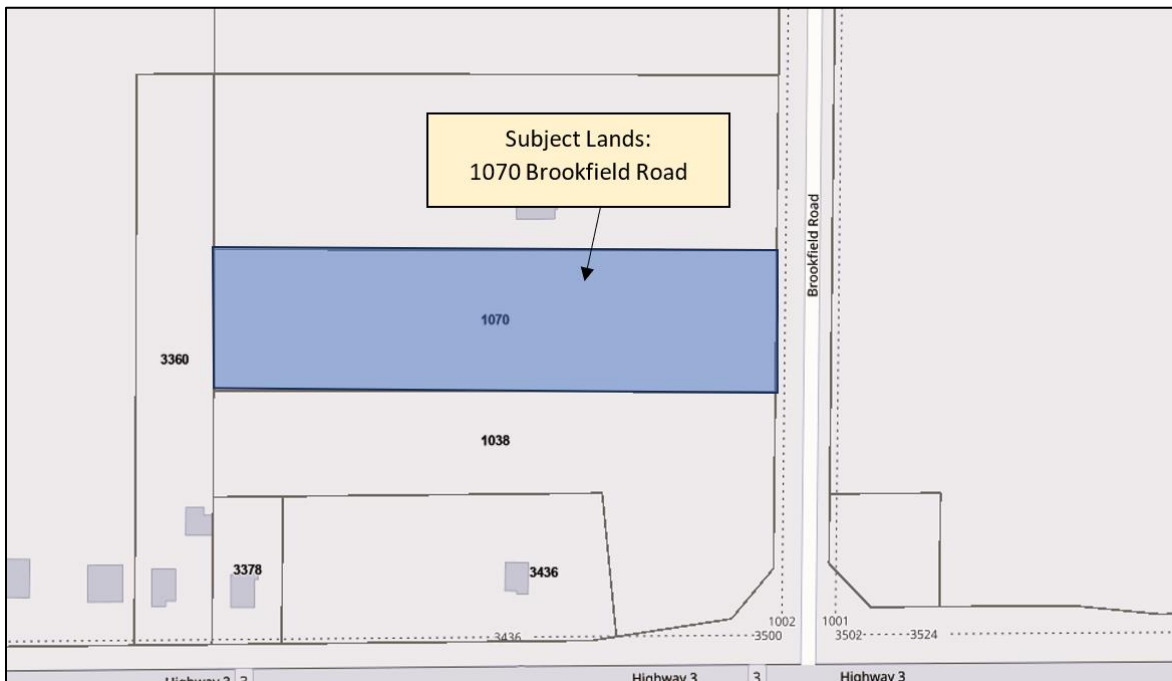 Subject Lands:
1070 Brookfield Road
Brookfield Road
1070
3360
1038
3378
3436
3436
1002
1001
3500
3502
3524
Highway 3
3
Highway 3
3
Highway 3